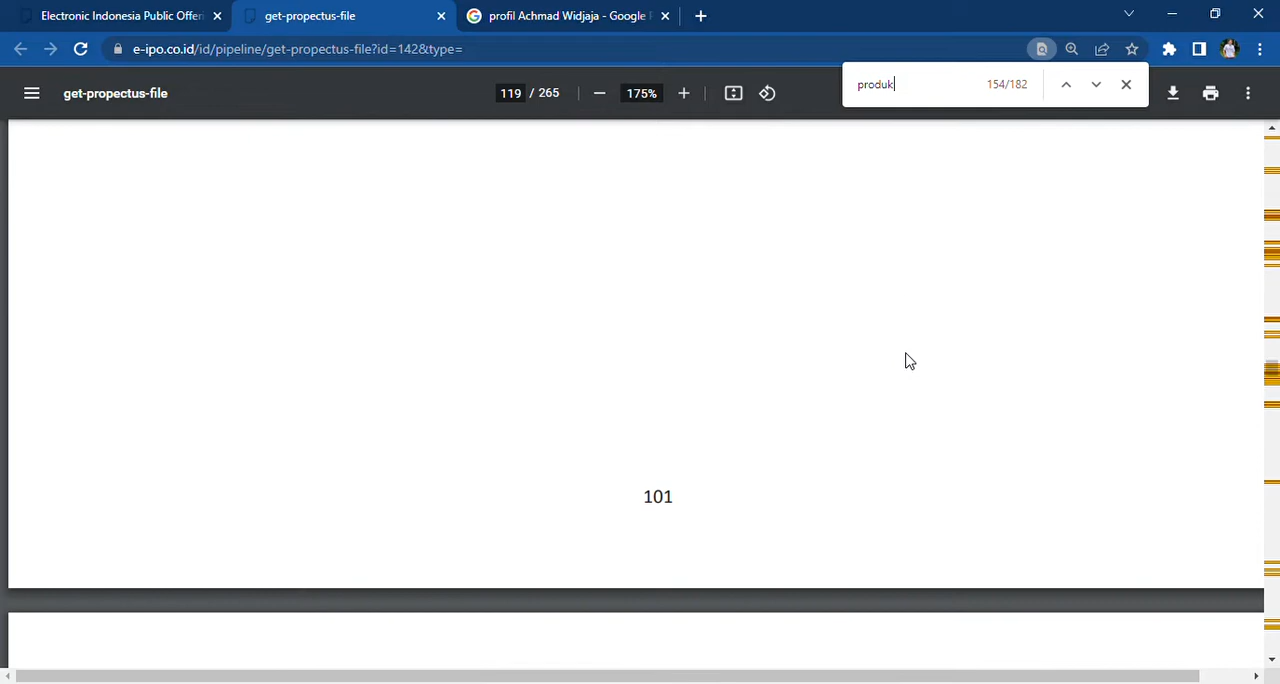 Electronic Indonesia Public Offeri
get-propectus-file
profil Achmad Widjaja - Google
e-ipo.co.id/id/pipeline/get-propectus-file?id=142&type=
get-propectus-file
119 / 265
175%
produk
154/182
101